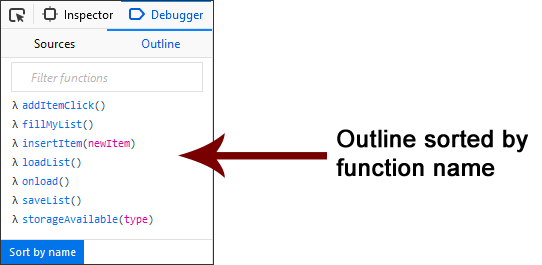 Inspector Debugger
Sources Outline
Filter functions
λ addItemClick()
λ fillMyList()
λ insertItem(newItem)
λ loadList()
λ onload()
λ saveList()
λ storageAvailable(type)
Sort by name
Outline sorted by
function name